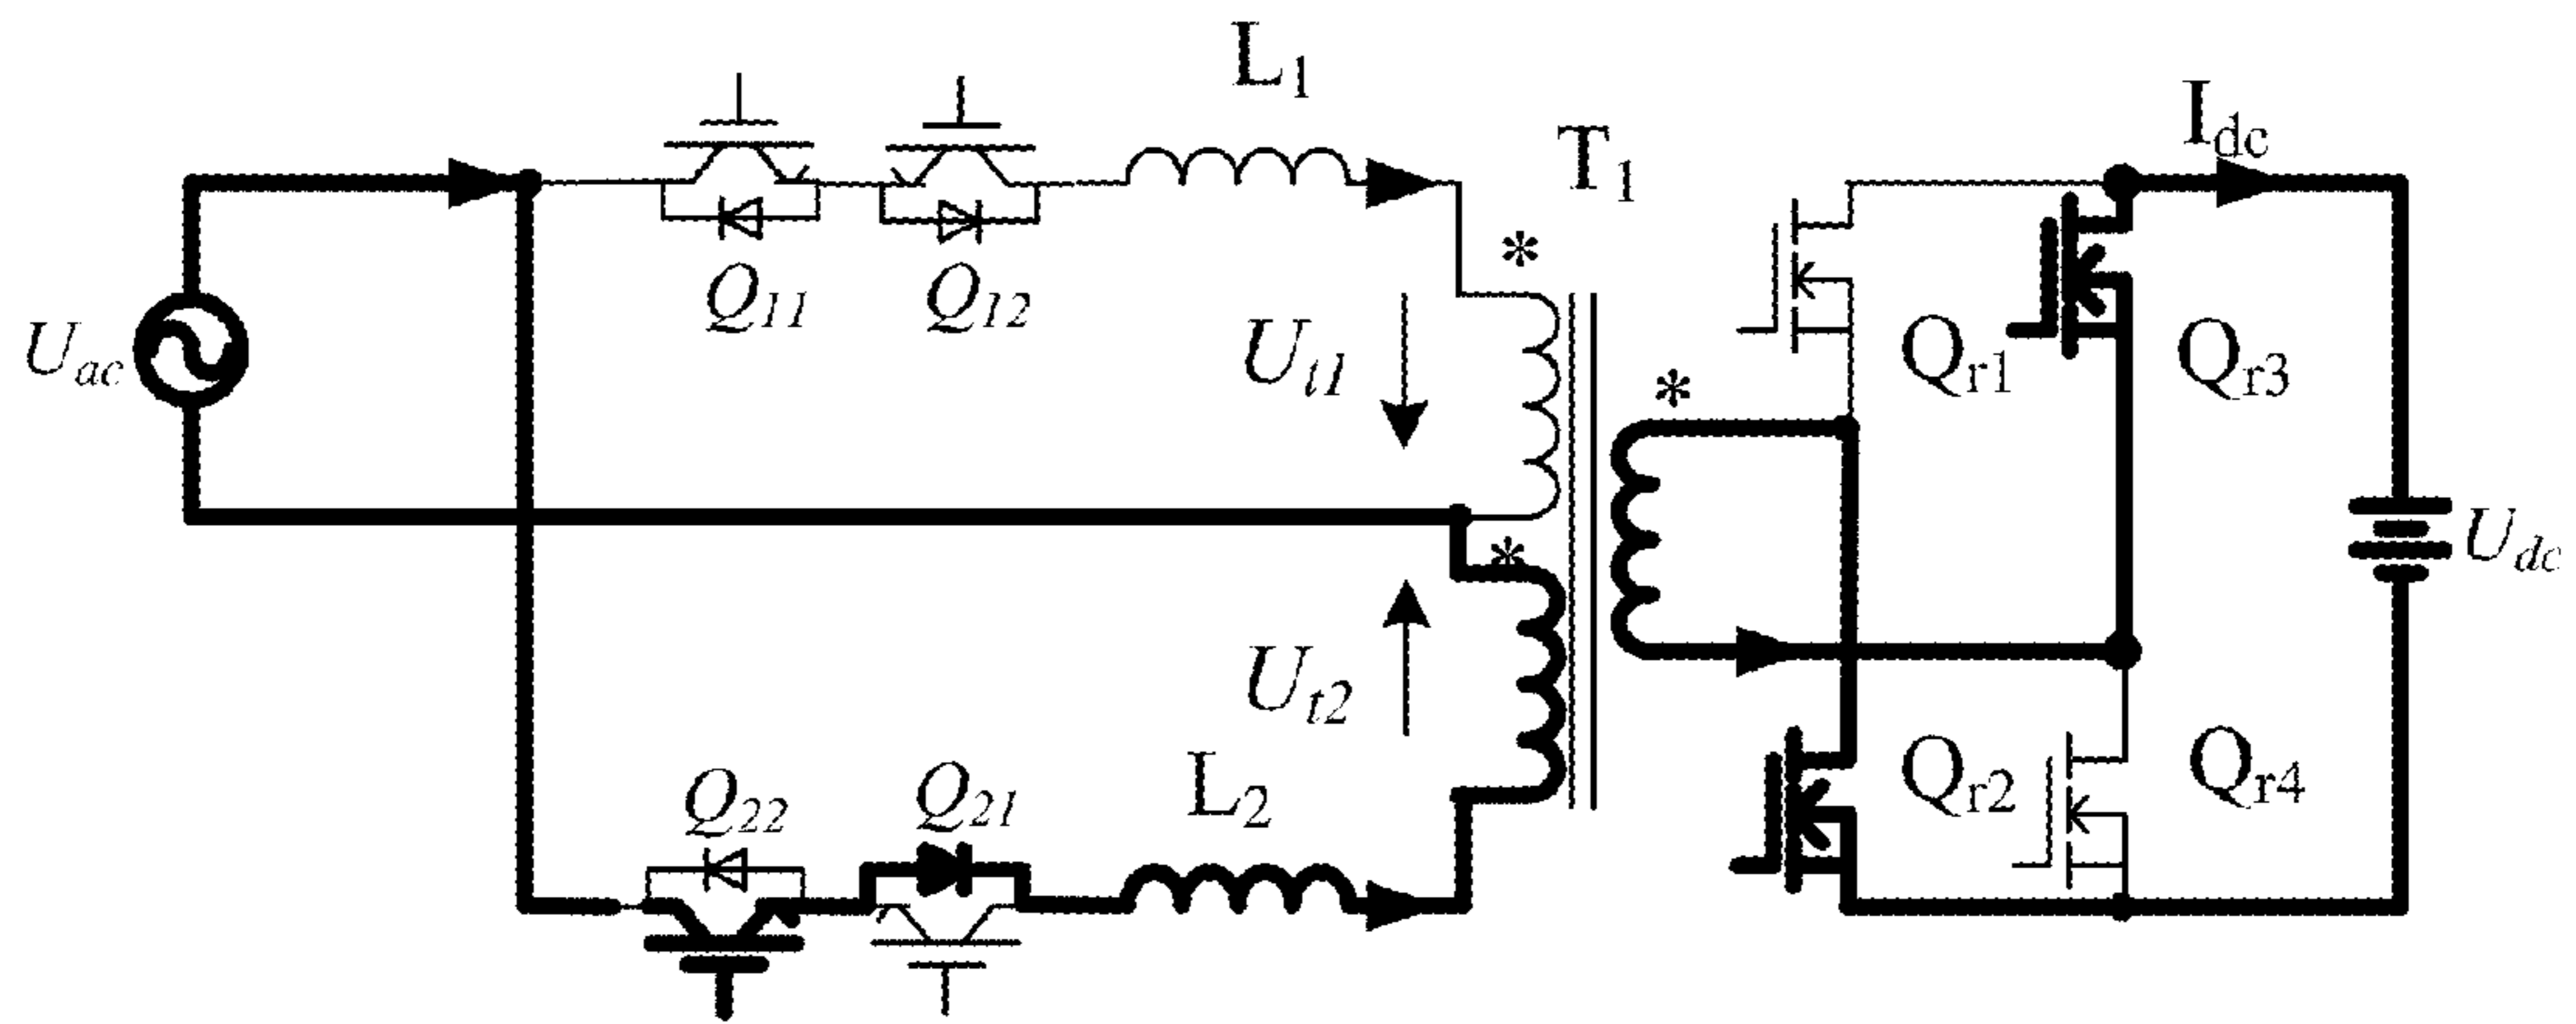 L1
T1
Idc
Q11
Q12
*
Uac
Ut1
Qr1
Qr3
*
*
Udc
Ut2
Q22
Q21
L2
Qr2
Qr4